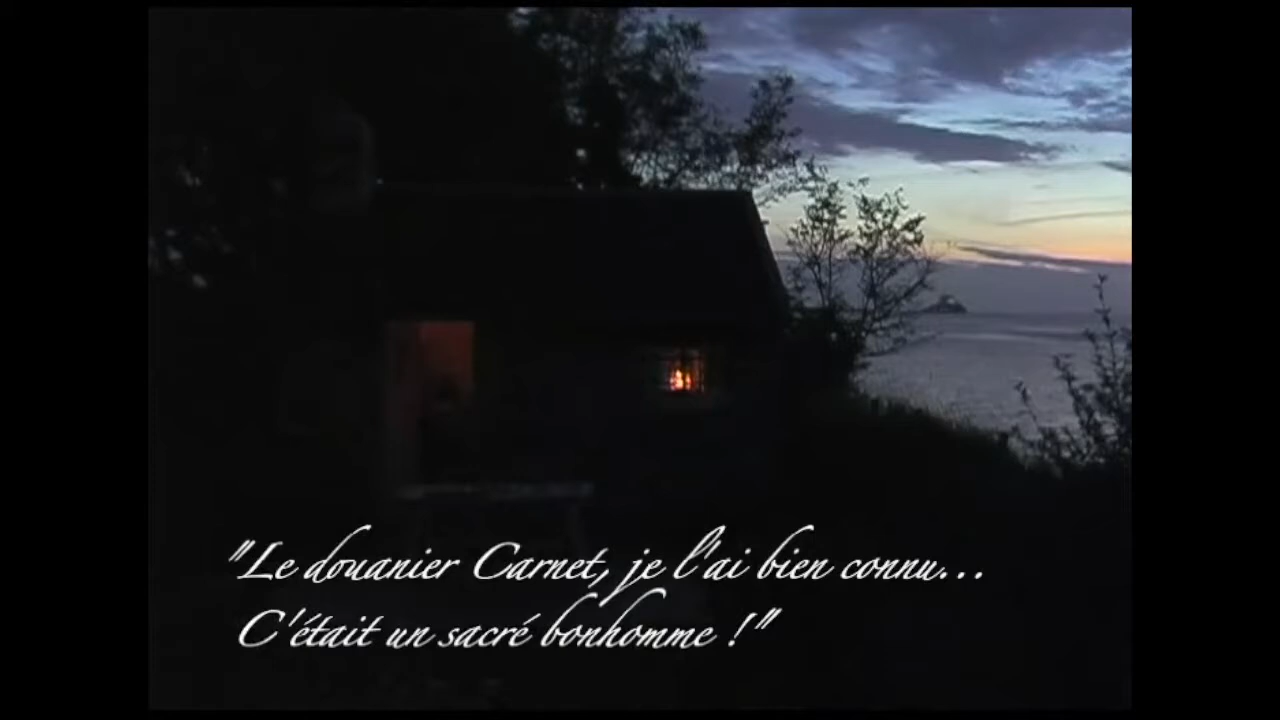 "Le douanier Carnet, je l'ai bien connu...
C'était un sacré bonhomme !"